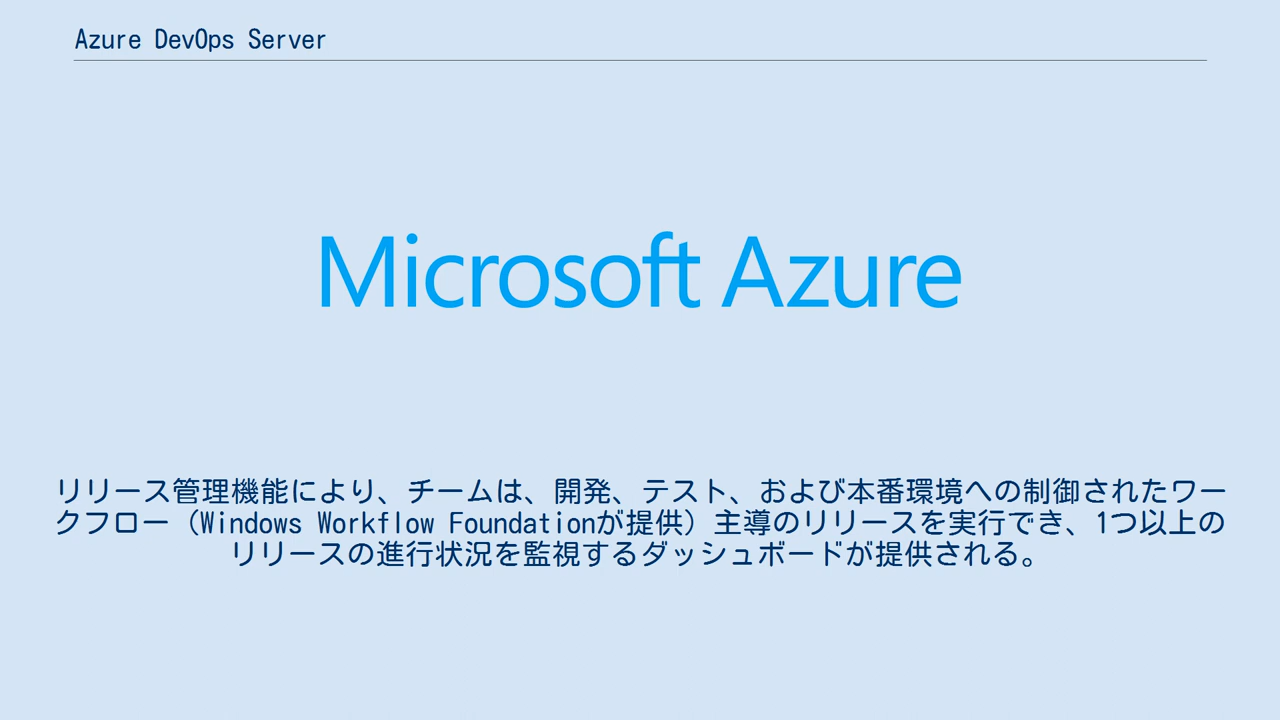 Azure DevOps Server
Microsoft Azure
リリース管理機能により、チームは、開発、テスト、および本番環境への制御されたワー
クフロー（Windows Workflow Foundationが提供）主導のリリースを実行でき、1つ以上の
リリースの進行状況を監視するダッシュボードが提供される。